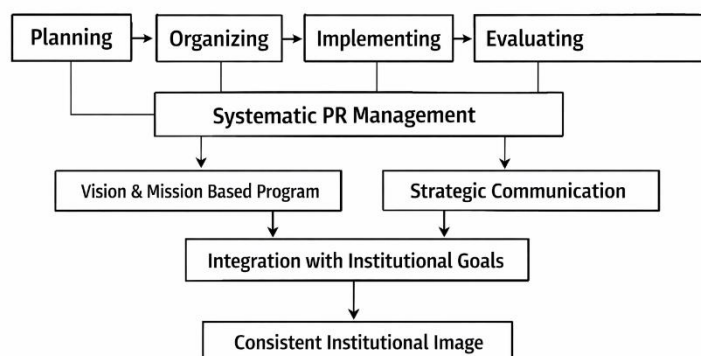 Planning
Organizing
Implementing
Evaluating
Systematic PR Management
Vision & Mission Based Program
Strategic Communication
Integration with Institutional Goals
Consistent Institutional Image